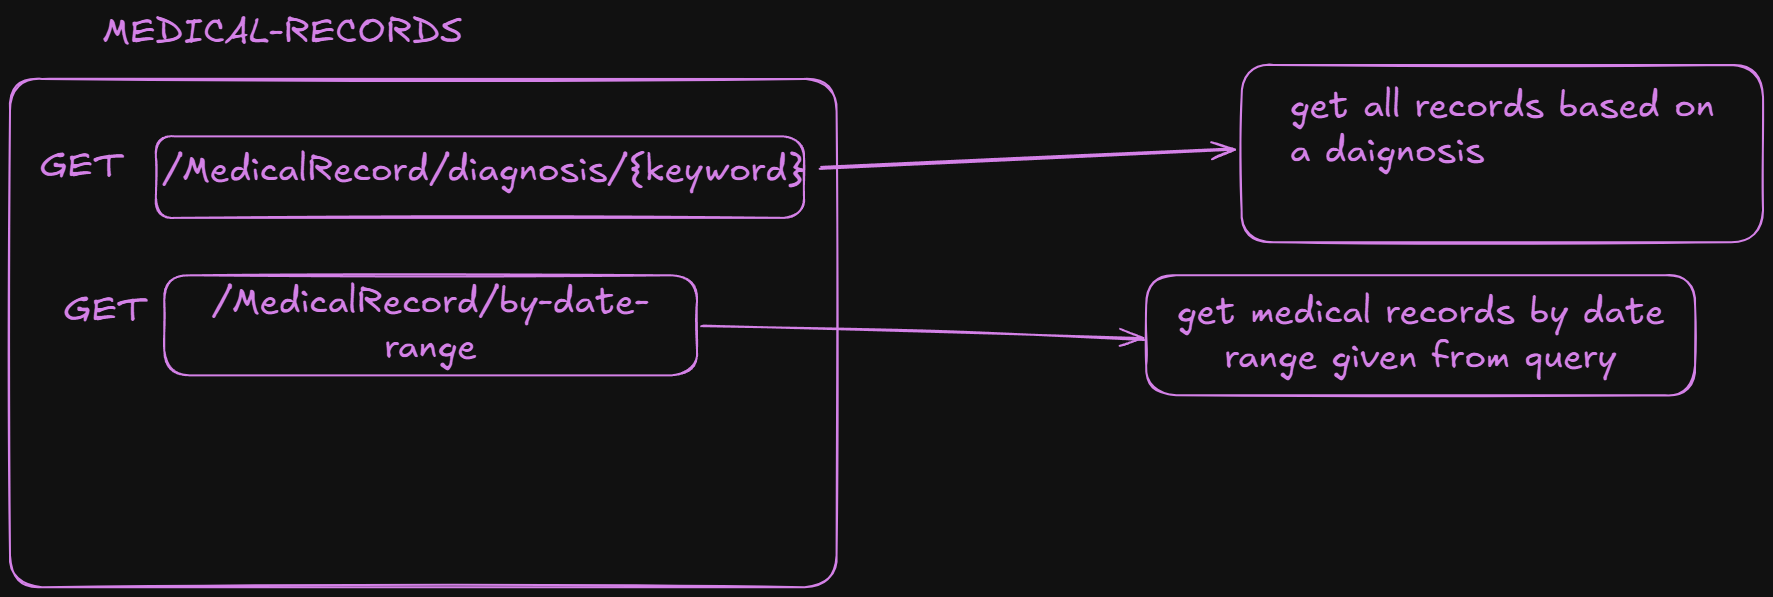 MEDICAL-RECORDS
GET /MedicalRecord/diagnosis/{keyword}
get all records based on
a daignosis
GET /MedicalRecord/by-date-
range
get medical records by date
range given from query